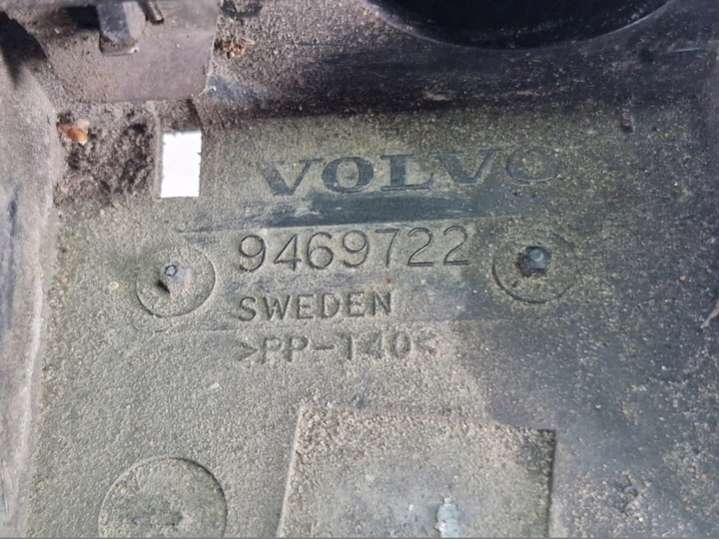 VOLVO
9469722
SWEDEN
>PP-T40<